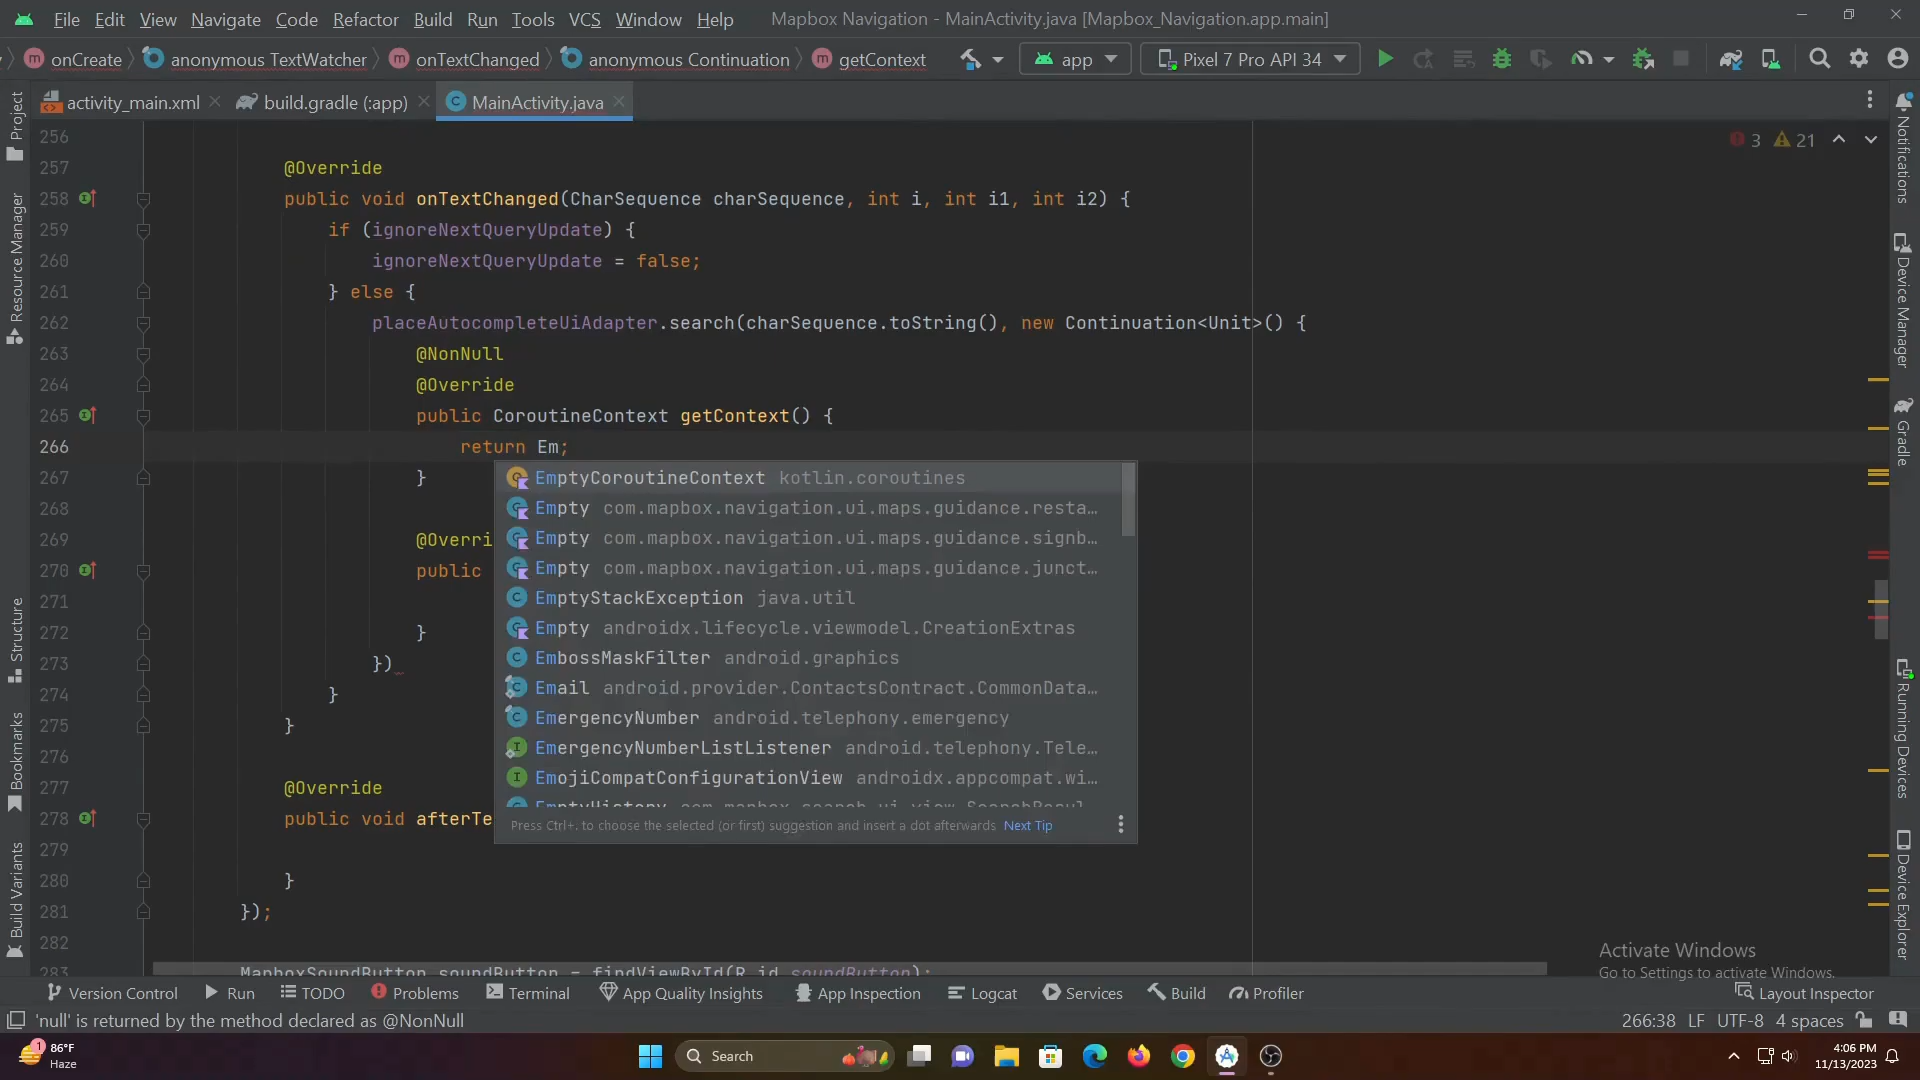 File Edit View Navigate Code Refactor Build Run Tools VCS Window Help Mapbox Navigation - MainActivity.java [Mapbox_Navigation.app.main]
onCreate anonymous TextWatcher onTextChanged anonymous Continuation getContext app Pixel 7 Pro API 34
activity_main.xml build.gradle (:app) MainActivity.java
256
3 21
257 @Override
258 public void onTextChanged(CharSequence charSequence, int i, int i1, int i2) {
259 if (ignoreNextQueryUpdate) {
260 ignoreNextQueryUpdate = false;
261 } else {
262 placeAutocompleteUiAdapter.search(charSequence.toString(), new Continuation<Unit>() {
263 @NonNull
264 @Override
265 public CoroutineContext getContext() {
266 return Em;
267 }
268
269 @Overri
270 public
271
272 }
273 })
274 }
275 }
276
277 @Override
278 public void afterTe
279
280 }
281 });
282
283 MapboxSoundButton soundButton = findViewById(R.id.soundButton);
EmptyCoroutineContext kotlin.coroutines
Empty com.mapbox.navigation.ui.maps.guidance.resta…
Empty com.mapbox.navigation.ui.maps.guidance.signb…
Empty com.mapbox.navigation.ui.maps.guidance.junct…
EmptyStackException java.util
Empty androidx.lifecycle.viewmodel.CreationExtras
EmbossMaskFilter android.graphics
Email android.provider.ContactsContract.CommonData…
EmergencyNumber android.telephony.emergency
EmergencyNumberListListener android.telephony.Tele…
EmojiCompatConfigurationView androidx.appcompat.wi…
Press Ctrl+. to choose the selected (or first) suggestion and insert a dot afterwards Next Tip
Project
Resource Manager
Structure
Bookmarks
Build Variants
Notifications
Device Manager
Gradle
Running Devices
Device Explorer
Activate Windows
Go to Settings to activate Windows.
Version Control Run TODO Problems Terminal App Quality Insights App Inspection Logcat Services Build Profiler Layout Inspector
'null' is returned by the method declared as @NonNull 266:38 LF UTF-8 4 spaces
1
86°F
Haze
Search
4:06 PM
11/13/2023